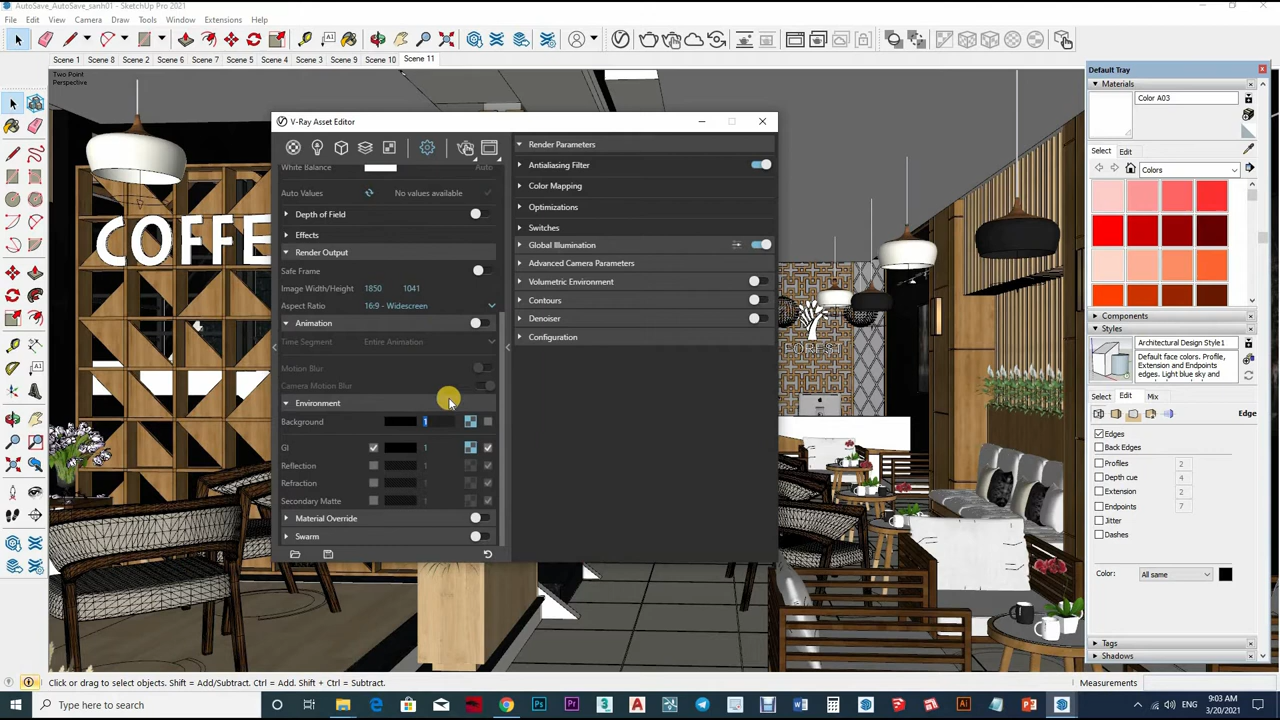 AutoSave_AutoSave_sanh01 - SketchUp Pro 2021
File Edit View Camera Draw Tools Window Extensions Help
Scene 1 Scene 8 Scene 2 Scene 6 Scene 7 Scene 5 Scene 4 Scene 3 Scene 9 Scene 10 Scene 11
Two Point
Perspective
COFFE
FOREST
V-Ray Asset Editor
White Balance Auto
Auto Values No values available
Depth of Field
Effects
Render Output
Safe Frame
Image Width/Height 1850 1041
Aspect Ratio 16:9 - Widescreen
Animation
Time Segment Entire Animation
Motion Blur
Camera Motion Blur
Environment
Background 1
GI 1
Reflection 1
Refraction 1
Secondary Matte 1
Material Override
Swarm
Render Parameters
Antialiasing Filter
Color Mapping
Optimizations
Switches
Global Illumination
Advanced Camera Parameters
Volumetric Environment
Contours
Denoiser
Configuration
Default Tray
Materials
Color A03
Select Edit
Colors
Components
Styles
Architectural Design Style1
Default face colors. Profile,
Extension and Endpoints
edges. Light blue sky and
Select Edit Mix
Edge
Edges
Back Edges
Profiles 2
Depth cue 4
Extension 2
Endpoints 7
Jitter
Dashes
Color: All same
Tags
Shadows
Click or drag to select objects. Shift = Add/Subtract. Ctrl = Add. Shift + Ctrl = Subtract.
Measurements
Type here to search
9:03 AM
3/20/2021